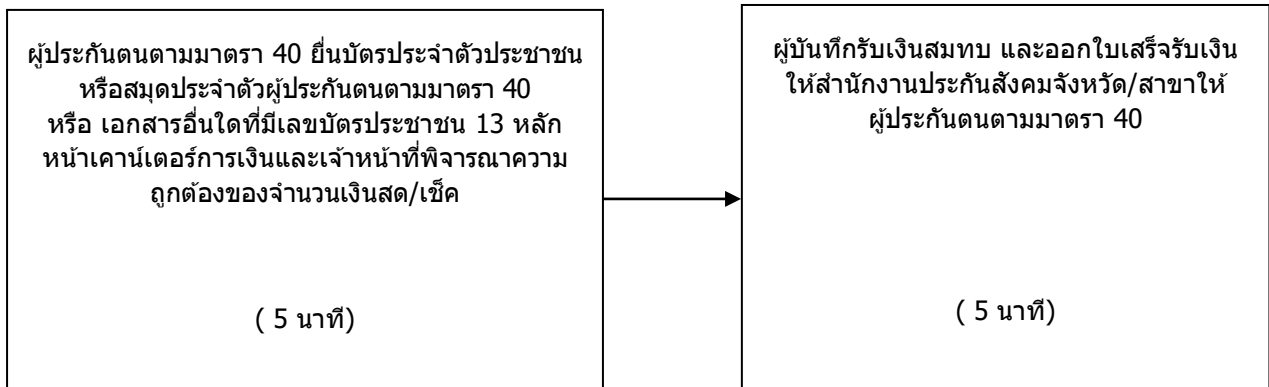 ผู้ประกันตนตามมาตรา 40 ยื่นบัตรประจำตัวประชาชน
หรือสมุดประจำตัวผู้ประกันตนตามมาตรา 40
หรือ เอกสารอื่นใดที่มีเลขบัตรประชาชน 13 หลัก
หน้าเคาน์เตอร์การเงินและเจ้าหน้าที่พิจารณาความ
ถูกต้องของจำนวนเงินสด/เช็ค
( 5 นาที)
ผู้บันทึกรับเงินสมทบ และออกใบเสร็จรับเงิน
ให้สำนักงานประกันสังคมจังหวัด/สาขาให้
ผู้ประกันตนตามมาตรา 40
( 5 นาที)